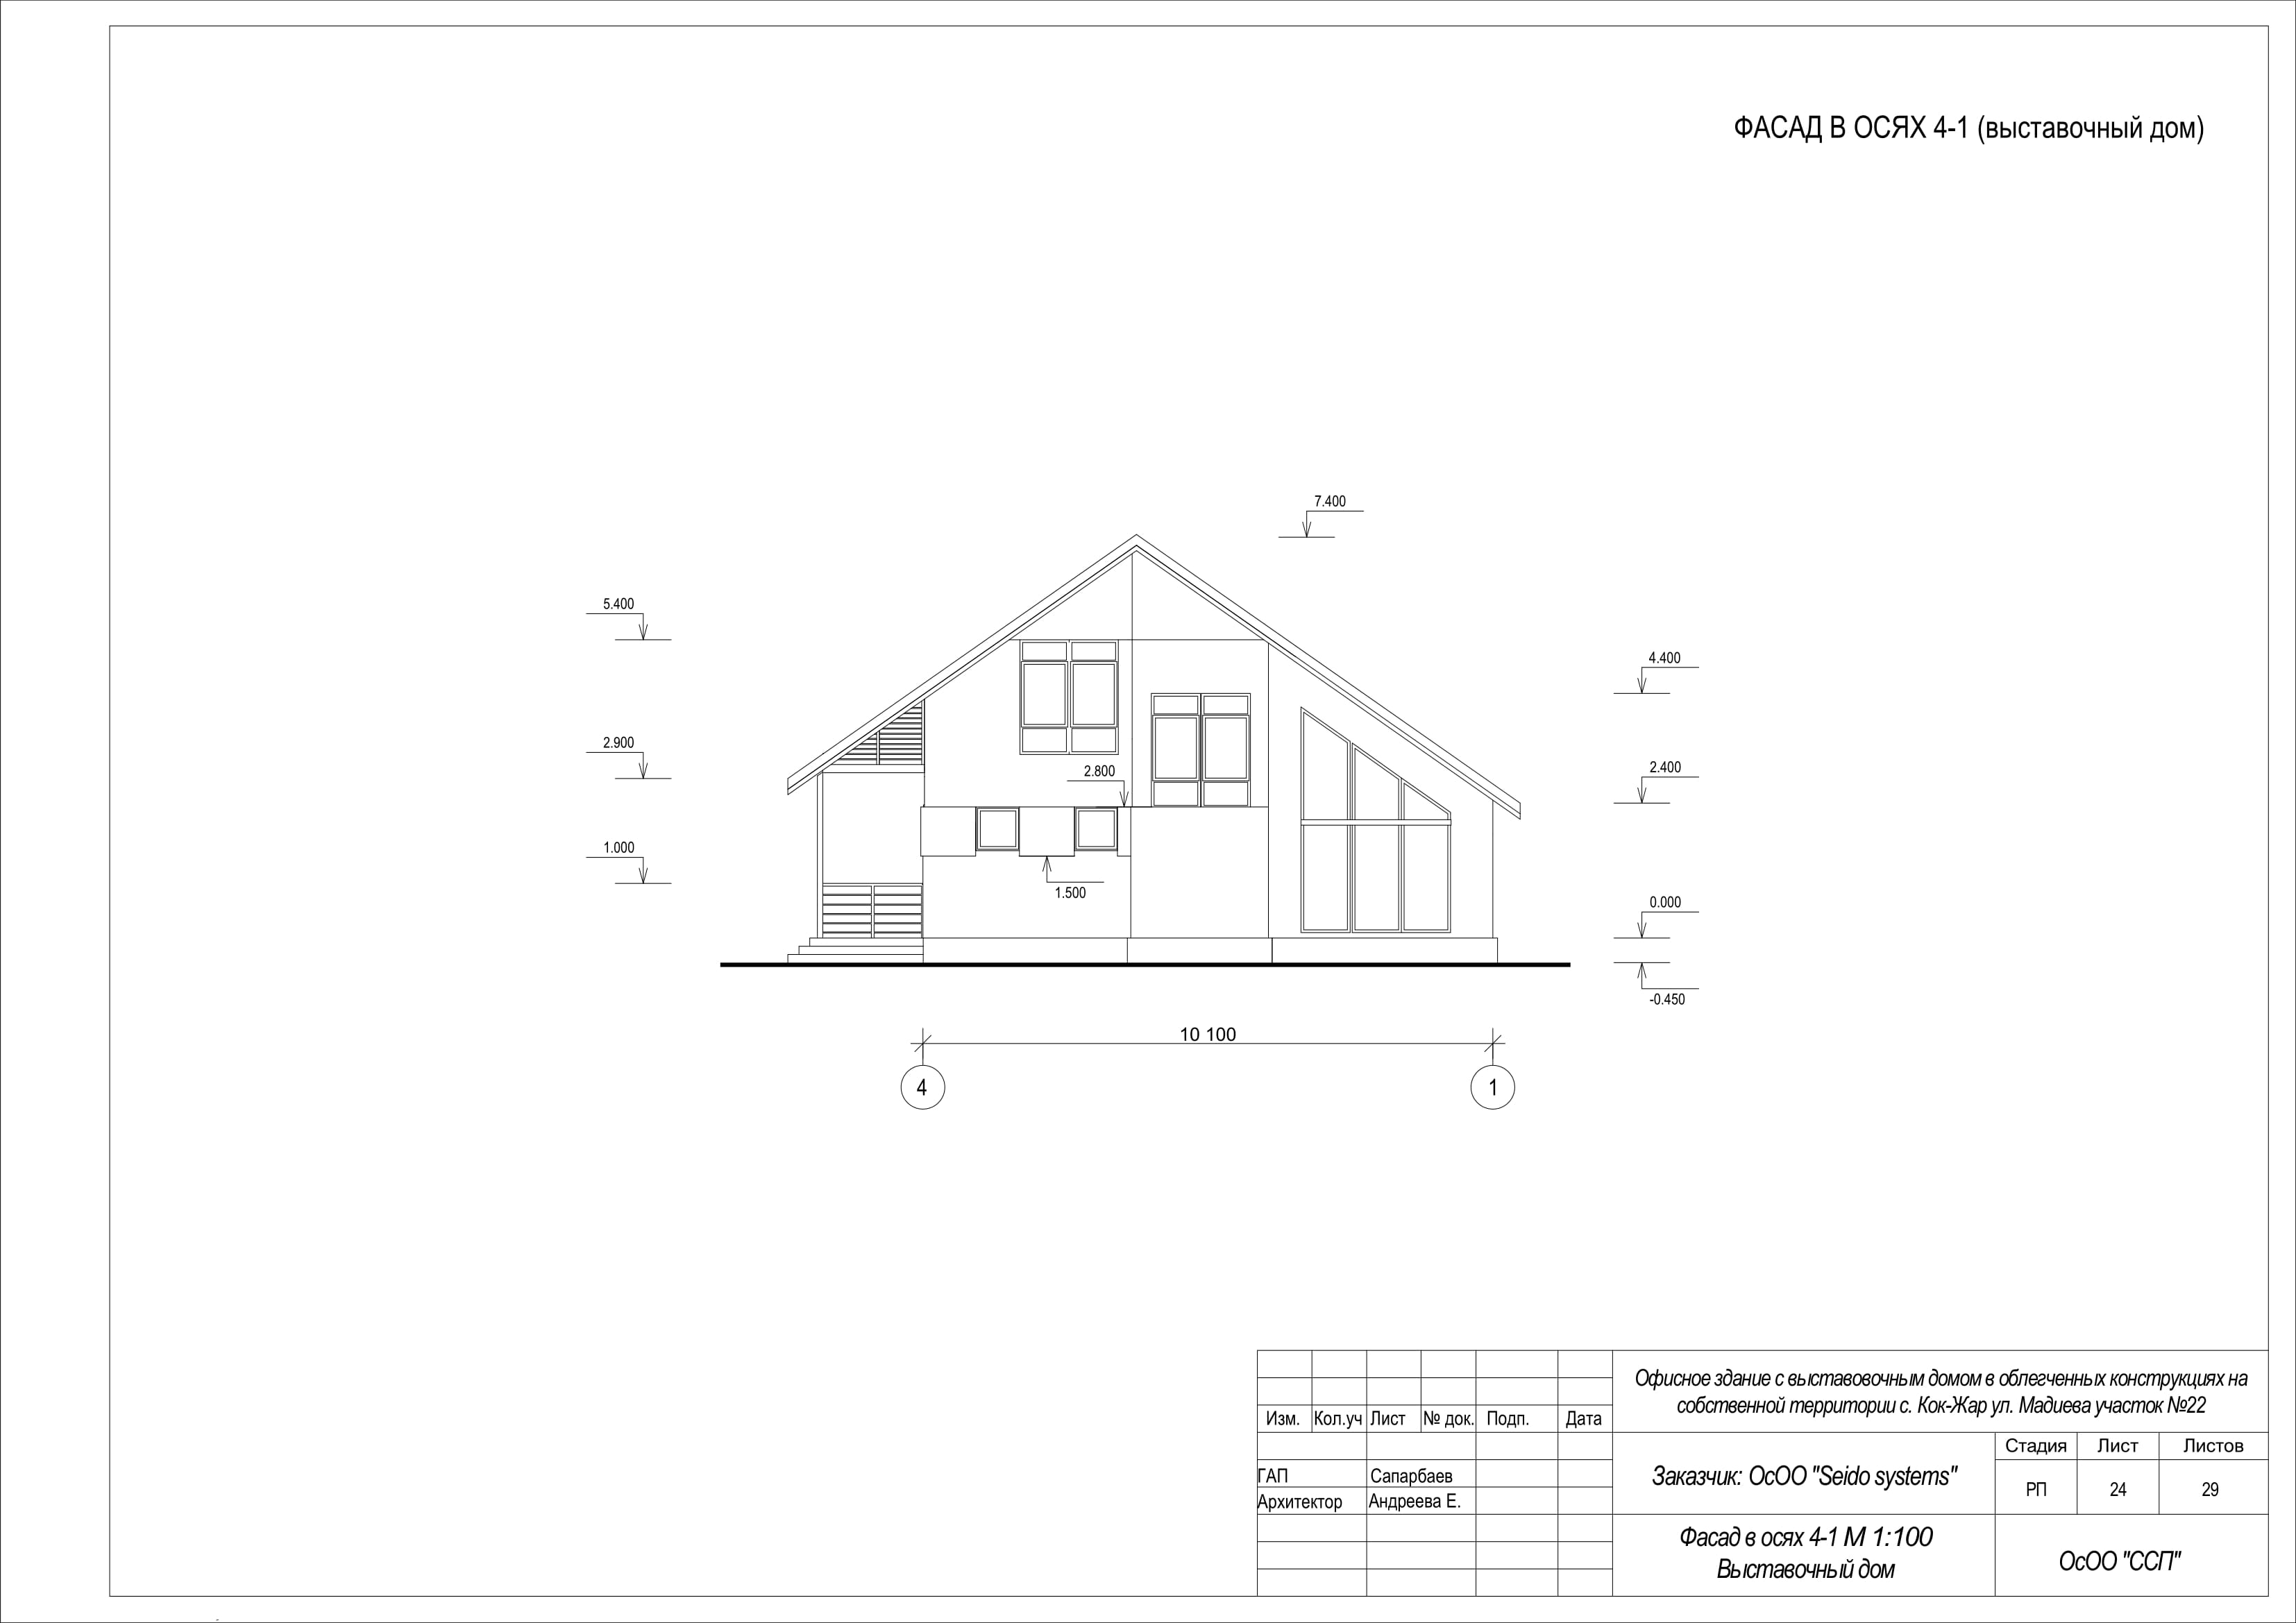 ФАСАД В ОСЯХ 4-1 (выставочный дом)
7.400
5.400
4.400
2.900
2.800
2.400
1.000
1.500
0.000
-0.450
10 100
4
1
Офисное здание с выставовочным домом в облегченных конструкциях на
собственной территории с. Кок-Жар ул. Мадиева участок №22
Изм. Кол.уч Лист № док. Подп. Дата
Стадия Лист Листов
ГАП Сапарбаев
Заказчик: ОсОО "Seido systems"
РП 24 29
Архитектор Андреева Е.
Фасад в осях 4-1 М 1:100
Выставочный дом
ОсОО "ССП"